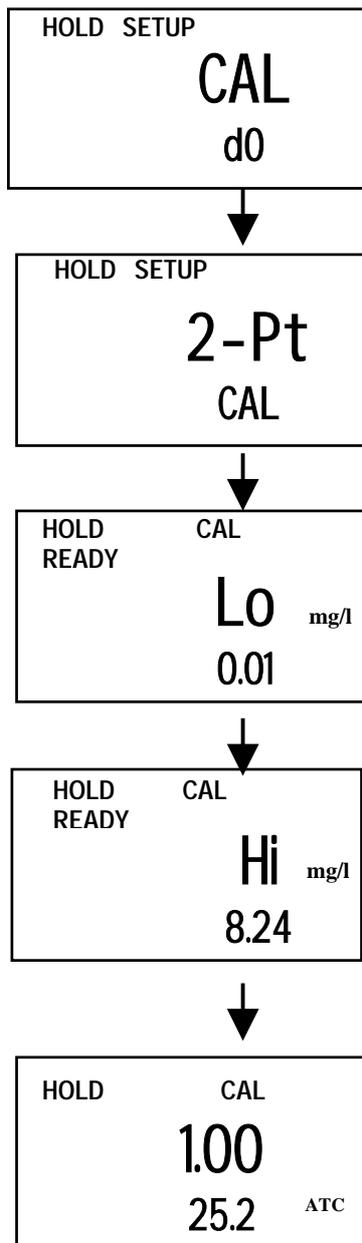 HOLD SETUP
CAL
d0
HOLD SETUP
2-Pt
CAL
HOLD CAL
READY
Lo mg/l
0.01
HOLD CAL
READY
Hi mg/l
8.24
HOLD CAL
1.00
25.2 ATC